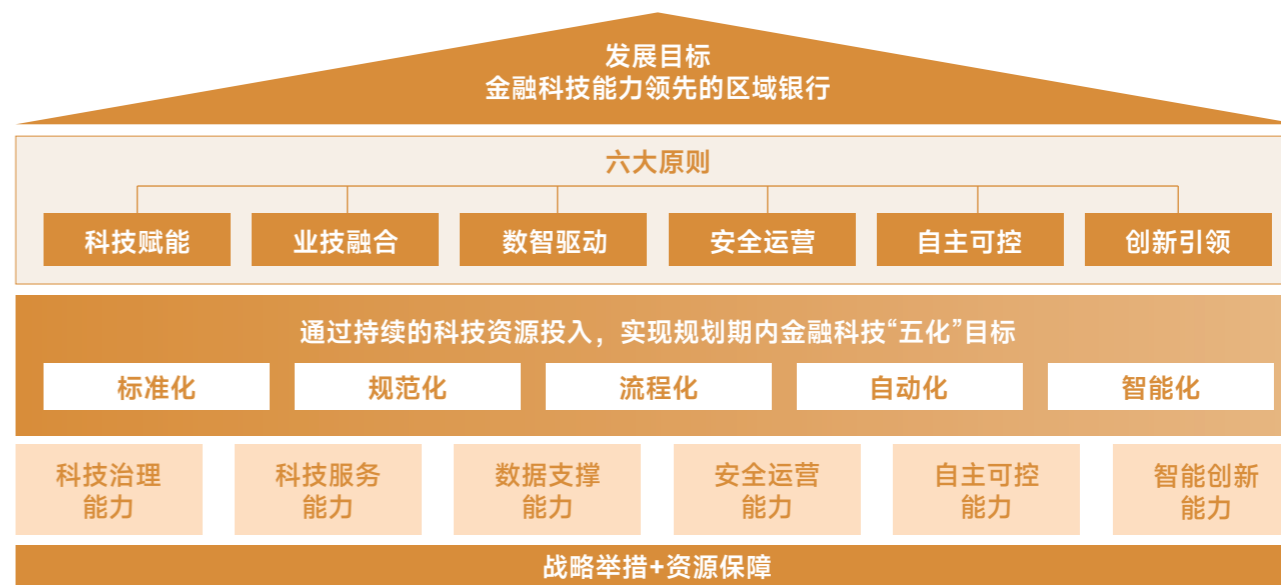 发展目标
金融科技能力领先的区域银行
六大原则
科技赋能
业技融合
数智驱动
安全运营
自主可控
创新引领
通过持续的科技资源投入，实现规划期内金融科技“五化”目标
标准化
规范化
流程化
自动化
智能化
科技治理
能力
科技服务
能力
数据支撑
能力
安全运营
能力
自主可控
能力
智能创新
能力
战略举措+资源保障